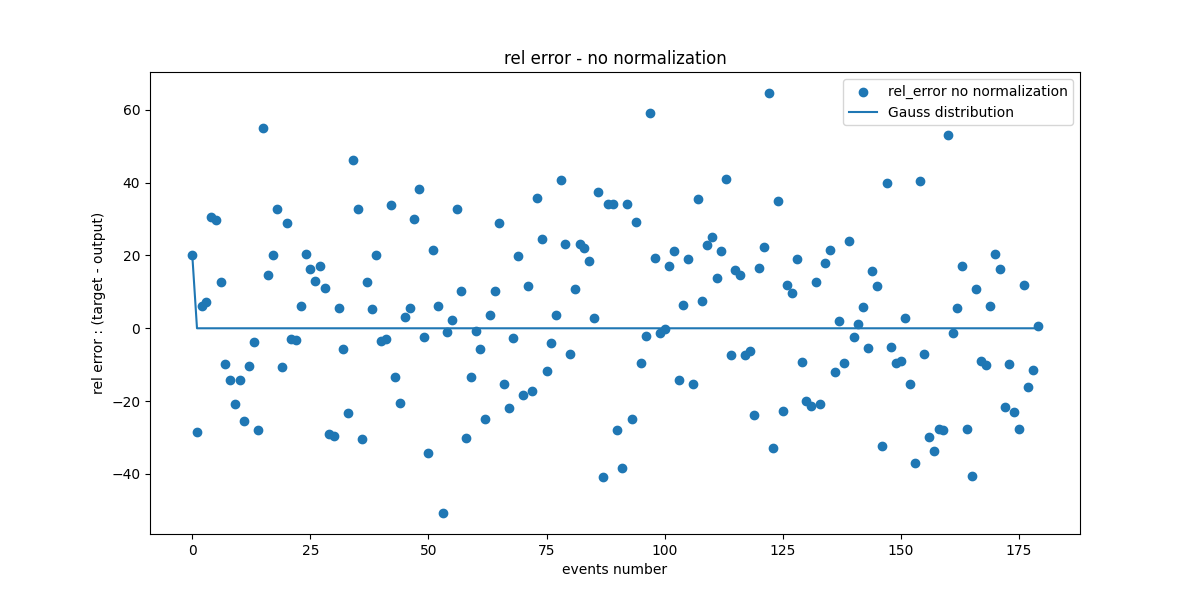 rel error - no normalization
rel_error no normalization
Gauss distribution
rel error : (target - output)
60
40
20
0
−20
−40
0
25
50
75
100
125
150
175
events number